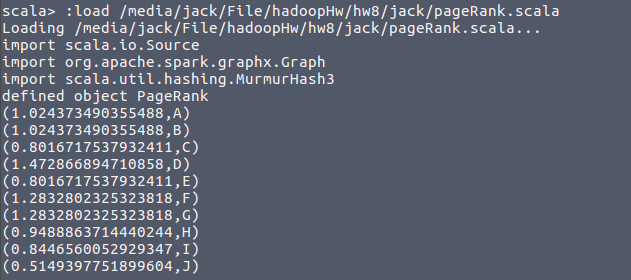 scala> :load /media/jack/File/hadoopHw/hw8/jack/pageRank.scala
Loading /media/jack/File/hadoopHw/hw8/jack/pageRank.scala...
import scala.io.Source
import org.apache.spark.graphx.Graph
import scala.util.hashing.MurmurHash3
defined object PageRank
(1.024373490355488,A)
(1.024373490355488,B)
(0.8016717537932411,C)
(1.472866894710858,D)
(0.8016717537932411,E)
(1.2832802325323818,F)
(1.2832802325323818,G)
(0.9488863714440244,H)
(0.8446560052929347,I)
(0.5149397751899604,J)